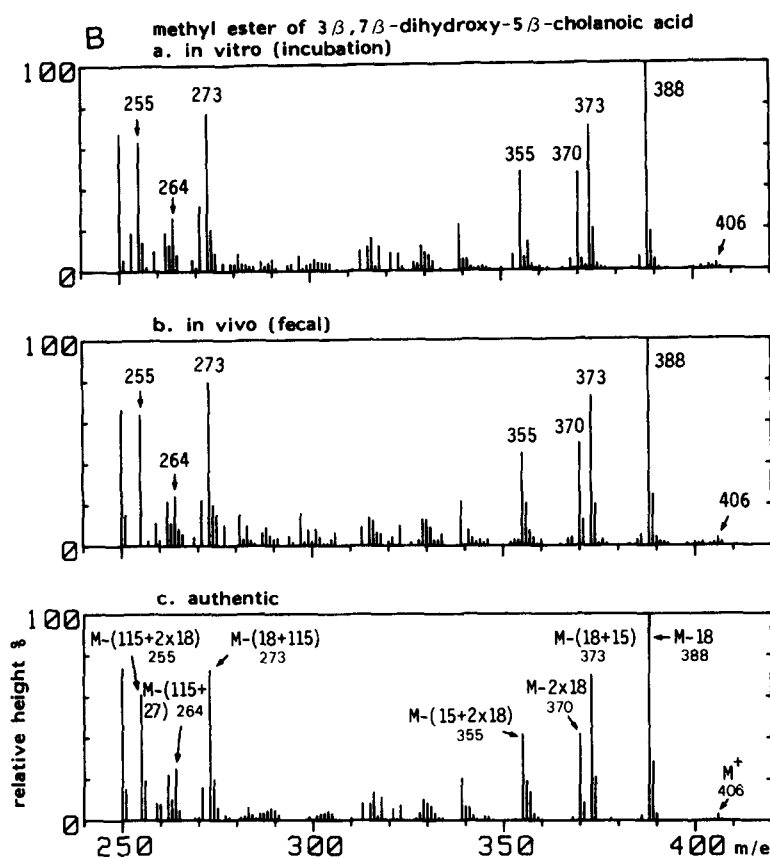 B
methyl ester of 3β,7β-dihydroxy-5β-cholanoic acid
a. in vitro (incubation)
100
0
255
264
273
355
370
373
388
406
b. in vivo (fecal)
100
0
255
264
273
355
370
373
388
406
c. authentic
100
0
M-(115+2x18)
255
M-(115+
27) 264
M-(18+115)
273
M-(15+2x18)
355
M-2x18
370
M-(18+15)
373
M-18
388
M+
406
relative height %
250
300
350
400
m/e